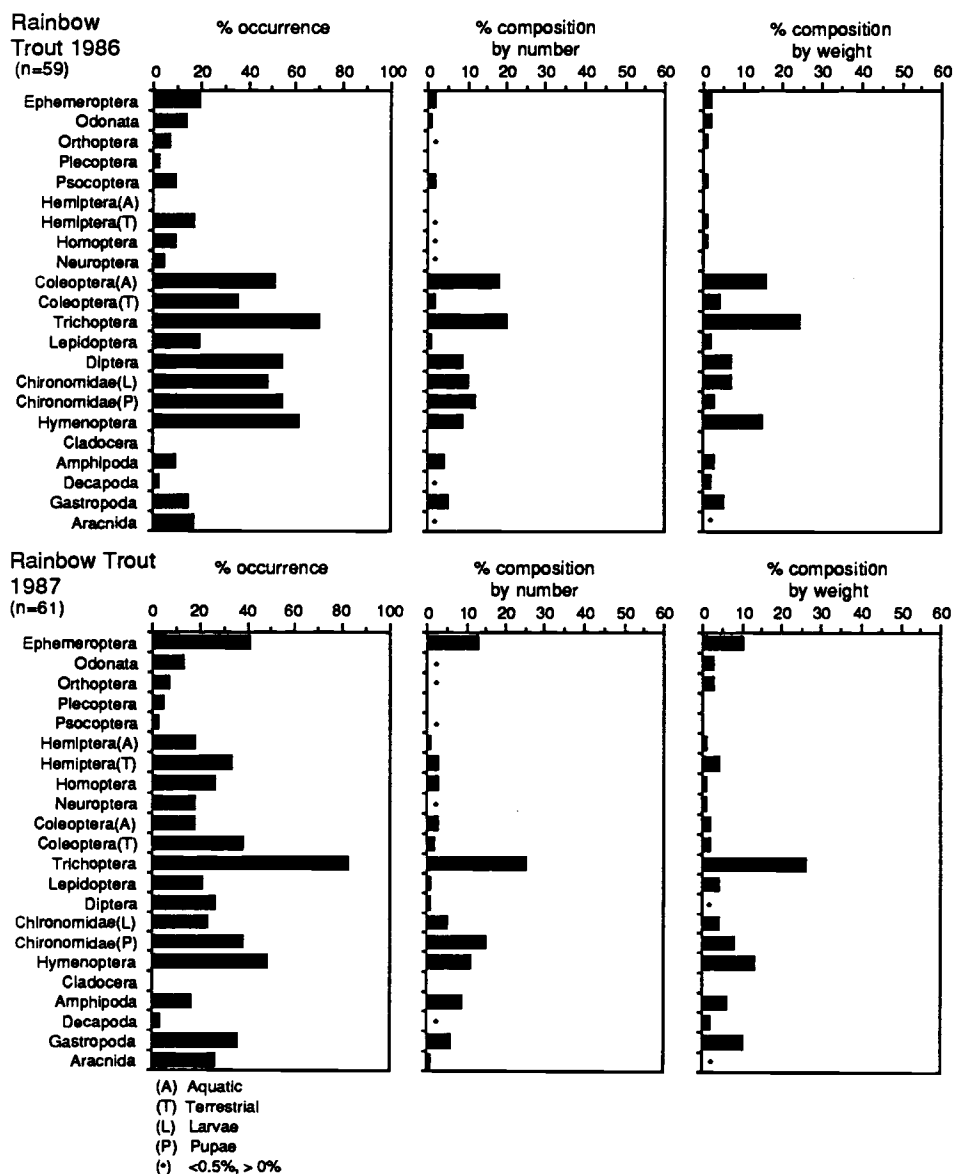 Rainbow
Trout 1986
(n=59)
% occurrence
% composition
by number
% composition
by weight
0 20 40 60 80 100
0 10 20 30 40 50 60
0 10 20 30 40 50 60
Ephemeroptera
Odonata
Orthoptera
Plecoptera
Psocoptera
Hemiptera(A)
Hemiptera(T)
Homoptera
Neuroptera
Coleoptera(A)
Coleoptera(T)
Trichoptera
Lepidoptera
Diptera
Chironomidae(L)
Chironomidae(P)
Hymenoptera
Cladocera
Amphipoda
Decapoda
Gastropoda
Aracnida
Rainbow Trout
1987
(n=61)
% occurrence
% composition
by number
% composition
by weight
0 20 40 60 80 100
0 10 20 30 40 50 60
0 10 20 30 40 50 60
Ephemeroptera
Odonata
Orthoptera
Plecoptera
Psocoptera
Hemiptera(A)
Hemiptera(T)
Homoptera
Neuroptera
Coleoptera(A)
Coleoptera(T)
Trichoptera
Lepidoptera
Diptera
Chironomidae(L)
Chironomidae(P)
Hymenoptera
Cladocera
Amphipoda
Decapoda
Gastropoda
Aracnida
(A) Aquatic
(T) Terrestrial
(L) Larvae
(P) Pupae
(•) <0.5%, > 0%